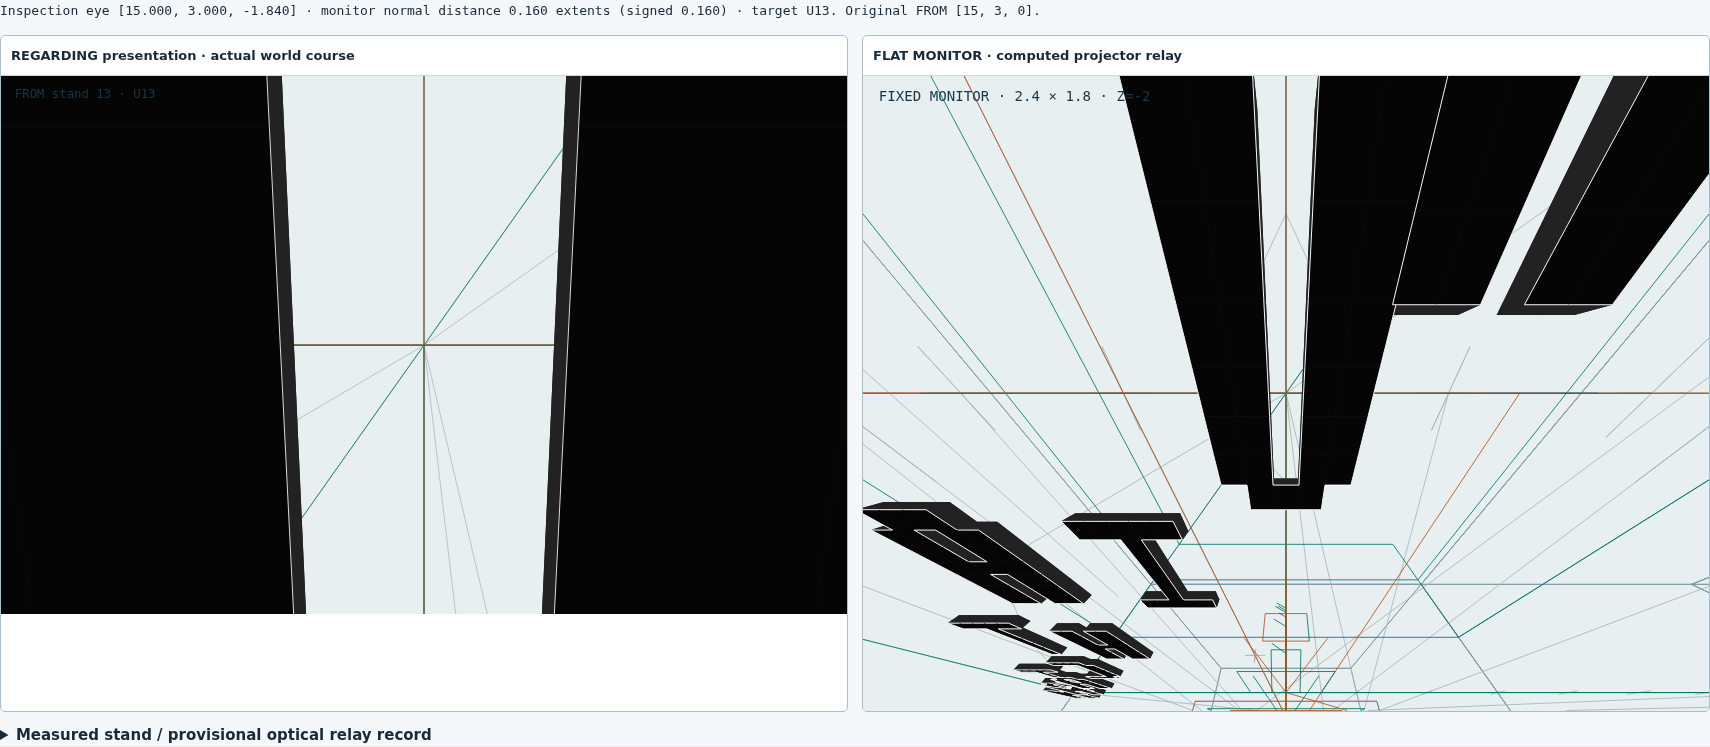 Inspection eye [15.000, 3.000, -1.840] · monitor normal distance 0.160 extents (signed 0.160) · target U13. Original FROM [15, 3, 0].
REGARDING presentation · actual world course
FROM stand 13 · U13
FLAT MONITOR · computed projector relay
FIXED MONITOR · 2.4 × 1.8 · Z=-2
Measured stand / provisional optical relay record